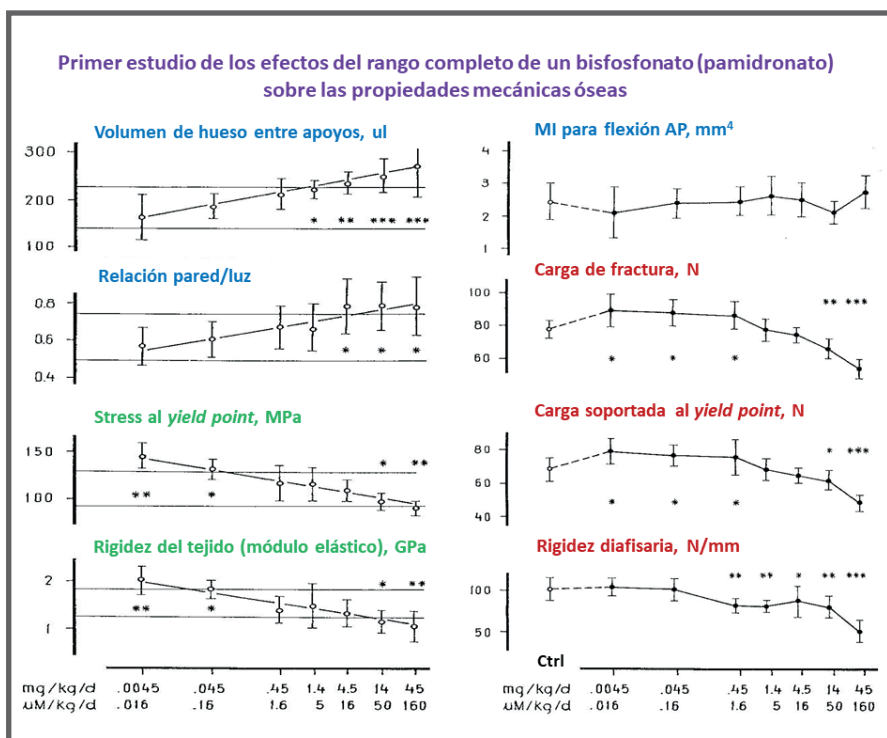 Primer estudio de los efectos del rango completo de un bisfosfonato (pamidronato)
sobre las propiedades mecánicas óseas
Volumen de hueso entre apoyos, ul
300
200
100
* ** *** ***
Relación pared/luz
0.8
0.6
0.4
* * *
Stress al yield point, MPa
150
100
* **
** *
Rigidez del tejido (módulo elástico), GPa
2
1
* **
** *
mg/kg/d .0045 .045 .45 1.4 4.5 14 45
uM/kg/d .016 .16 1.6 5 16 50 160
MI para flexión AP, mm⁴
4
3
2
1
Carga de fractura, N
100
80
60
** ***
* * *
Carga soportada al yield point, N
80
60
40
* ***
* * *
Rigidez diafisaria, N/mm
100
50
** ** * ** ***
Ctrl
.0045 .045 .45 1.4 4.5 14 45
.016 .16 1.6 5 16 50 160